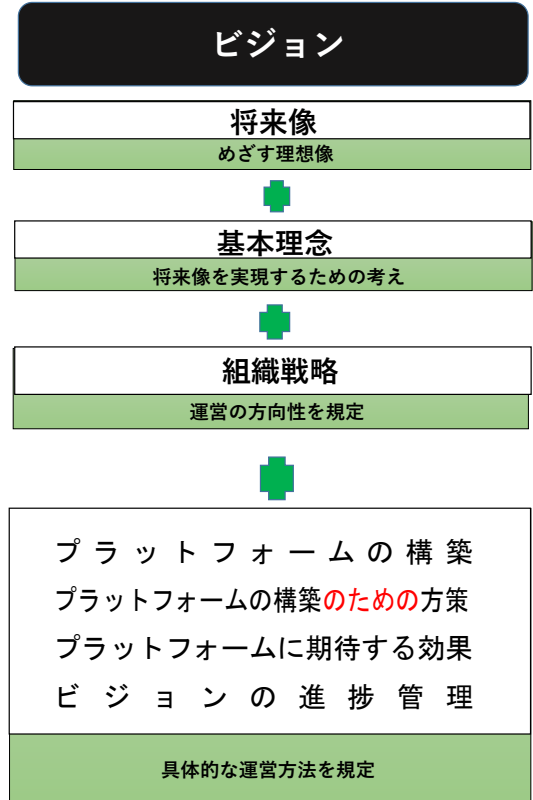 ビジョン
将来像
めざす理想像
基本理念
将来像を実現するための考え
組織戦略
運営の方向性を規定
プラットフォームの構築
プラットフォームの構築のための方策
プラットフォームに期待する効果
ビジョンの進捗管理
具体的な運営方法を規定